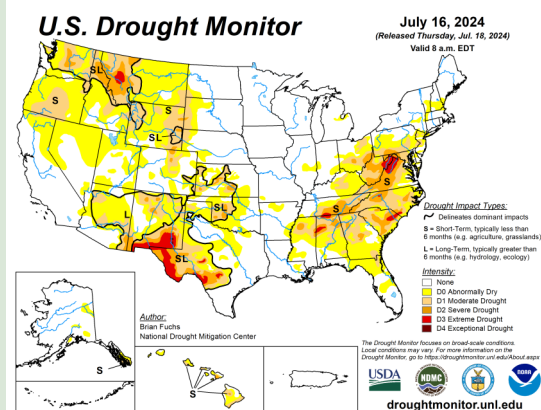 U.S. Drought Monitor
July 16, 2024
(Released Thursday, Jul. 18, 2024)
Valid 8 a.m. EDT
SL
S
S
SL
S
SL
L
S
SL
S
S
Drought Impact Types:
Delineates dominant impacts
S = Short-Term, typically less than
6 months (e.g. agriculture, grasslands)
L = Long-Term, typically greater than
6 months (e.g. hydrology, ecology)
Intensity:
None
D0 Abnormally Dry
D1 Moderate Drought
D2 Severe Drought
D3 Extreme Drought
D4 Exceptional Drought
Author:
Brian Fuchs
National Drought Mitigation Center
The Drought Monitor focuses on broad-scale conditions.
Local conditions may vary. For more information on the
Drought Monitor, go to https://droughtmonitor.unl.edu/About.aspx
USDA
NDMC
NOAA
droughtmonitor.unl.edu